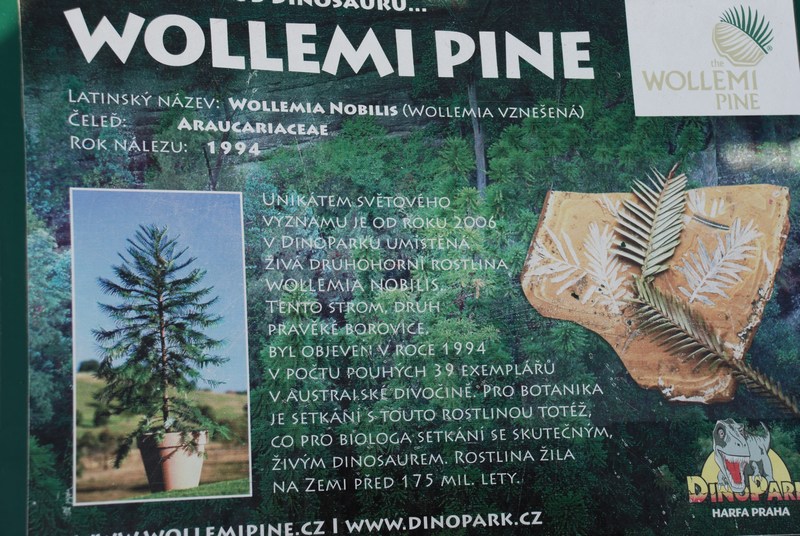 OD DINOSAURŮ...
WOLLEMI PINE
the
WOLLEMI
PINE
LATINSKÝ NÁZEV: WOLLEMIA NOBILIS (WOLLEMIA VZNEŠENÁ)
ČELEĎ: ARAUCARIACEAE
ROK NÁLEZU: 1994
UNIKÁTEM SVĚTOVÉHO
VÝZNAMU JE OD ROKU 2006
V DINOPARKU UMÍSTĚNÁ
ŽIVÁ DRUHOHORNÍ ROSTLINA
WOLLEMIA NOBILIS.
TENTO STROM, DRUH
PRAVĚKÉ BOROVICE,
BYL OBJEVEN V ROCE 1994
V POČTU POUHÝCH 39 EXEMPLÁŘŮ
V AUSTRALSKÉ DIVOČINĚ. PRO BOTANIKA
JE SETKÁNÍ S TOUTO ROSTLINOU TOTÉŽ,
CO PRO BIOLOGA SETKÁNÍ SE SKUTEČNÝM,
ŽIVÝM DINOSAUREM. ROSTLINA ŽILA
NA ZEMI PŘED 175 MIL. LETY.
DINOPARK
HARFA PRAHA
WWW.WOLLEMIPINE.CZ | WWW.DINOPARK.CZ